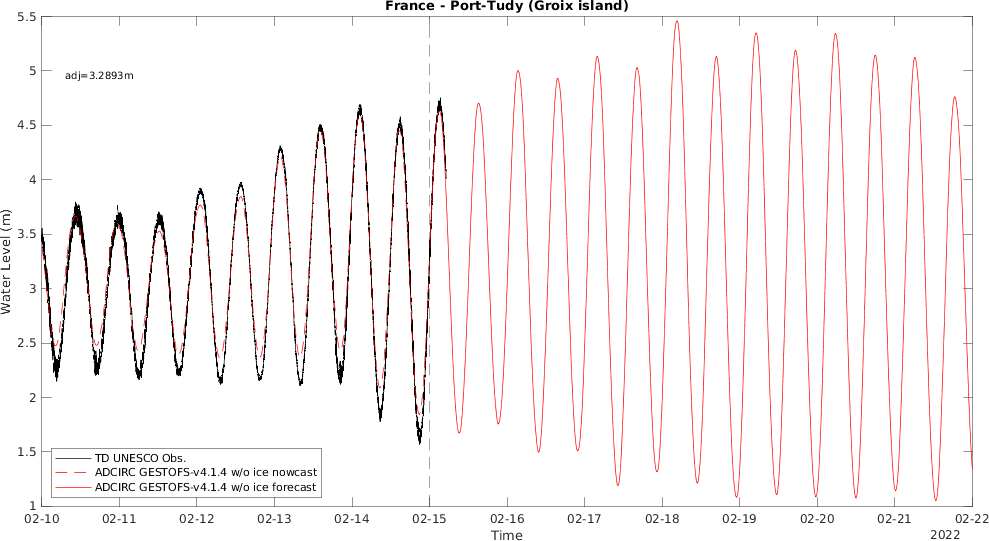 France - Port-Tudy (Groix island)
5.5
5
4.5
4
3.5
3
2.5
2
1.5
1
Water Level (m)
adj=3.2893m
TD UNESCO Obs.
ADCIRC GESTOFS-v4.1.4 w/o ice nowcast
ADCIRC GESTOFS-v4.1.4 w/o ice forecast
02-10 02-11 02-12 02-13 02-14 02-15 02-16 02-17 02-18 02-19 02-20 02-21 02-22
Time
2022